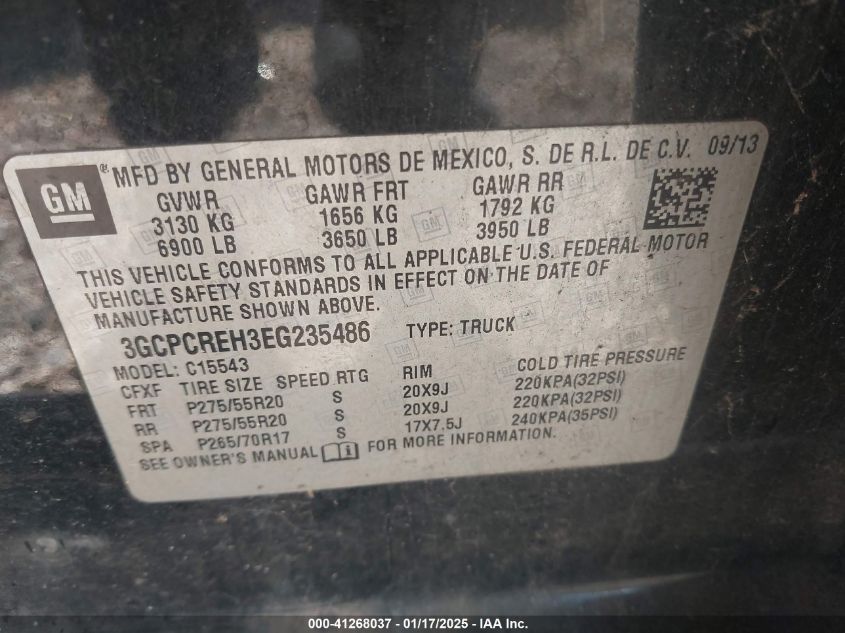 GM
® MFD BY GENERAL MOTORS DE MEXICO, S. DE R.L. DE C.V. 09/13
GVWR GAWR FRT GAWR RR
3130 KG 1656 KG 1792 KG
6900 LB 3650 LB 3950 LB
THIS VEHICLE CONFORMS TO ALL APPLICABLE U.S. FEDERAL MOTOR
VEHICLE SAFETY STANDARDS IN EFFECT ON THE DATE OF
MANUFACTURE SHOWN ABOVE.
3GCPCREH3EG235486 TYPE: TRUCK
MODEL: C15543
CFXF TIRE SIZE SPEED RTG RIM COLD TIRE PRESSURE
FRT P275/55R20 S 20X9J 220KPA(32PSI)
RR P275/55R20 S 20X9J 220KPA(32PSI)
SPA P265/70R17 S 17X7.5J 240KPA(35PSI)
SEE OWNER'S MANUAL FOR MORE INFORMATION.
000-41268037 - 01/17/2025 - IAA Inc.